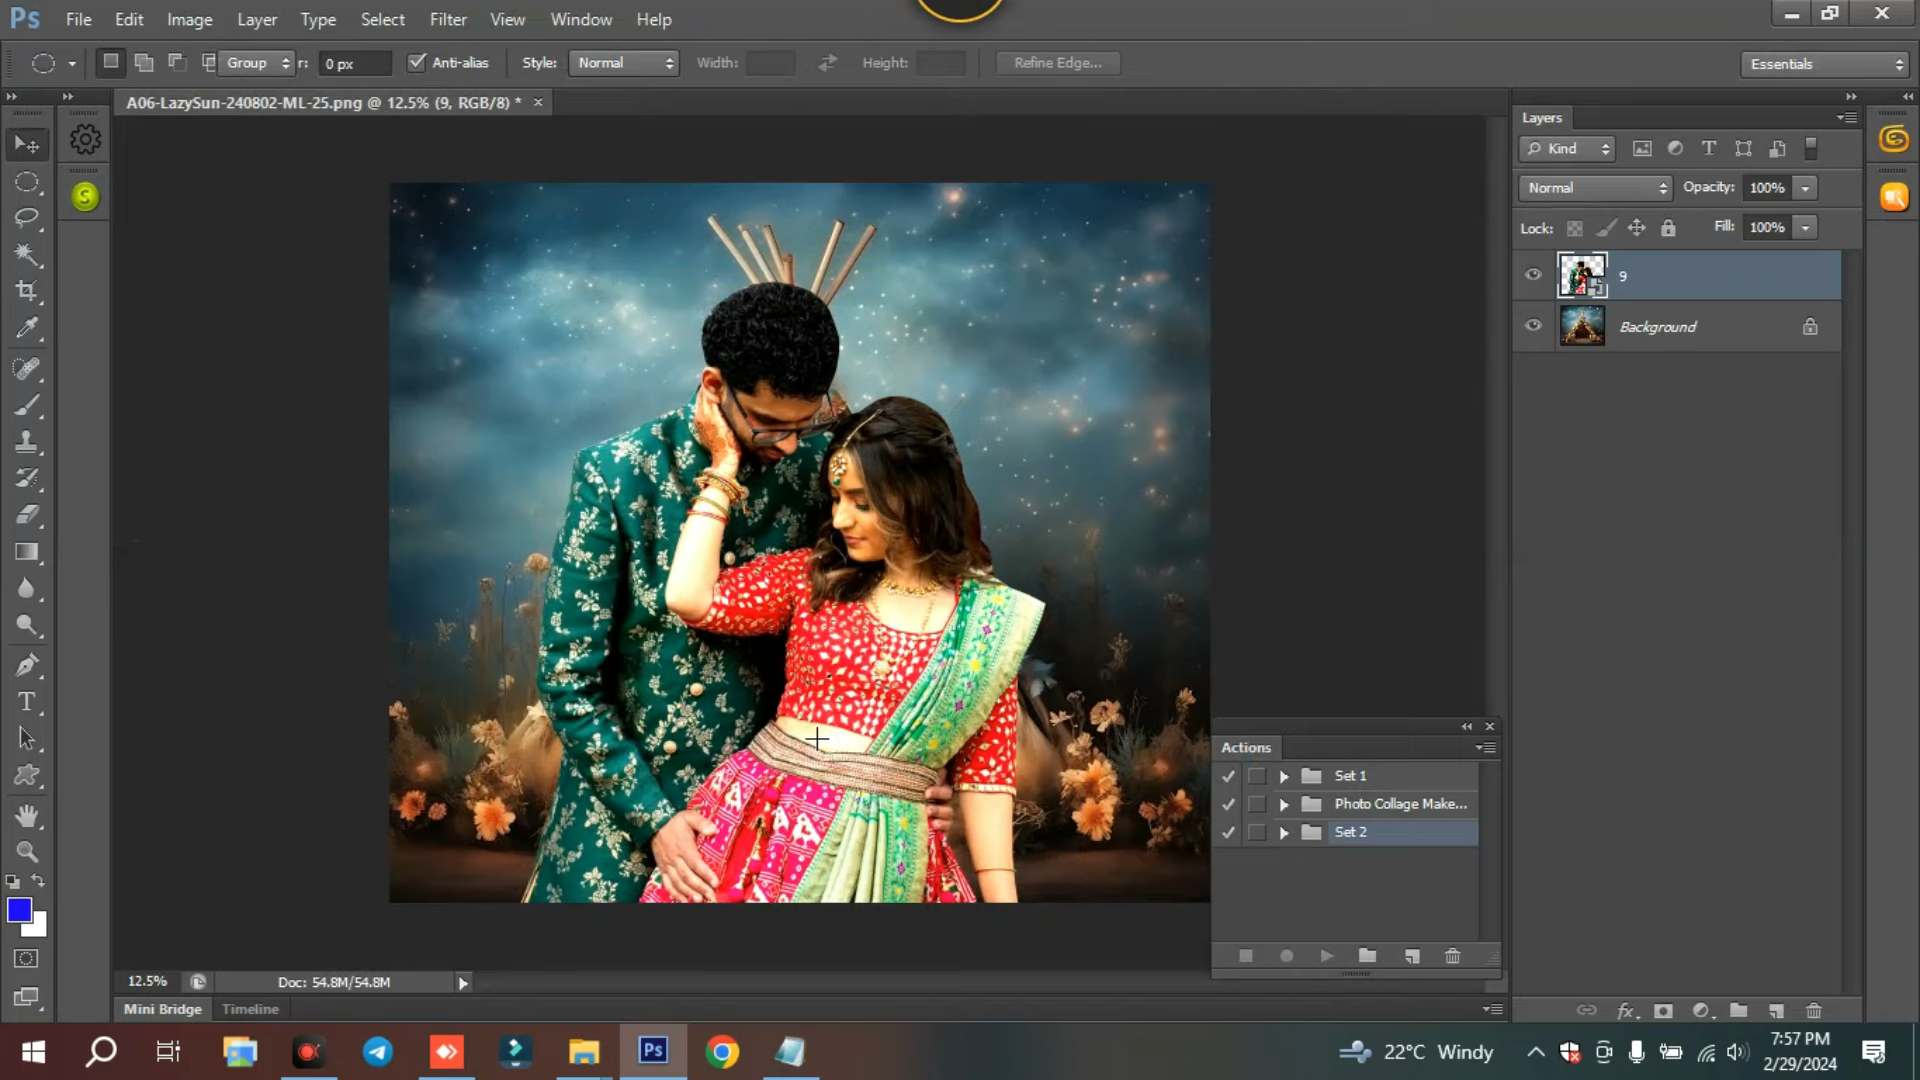 Ps File Edit Image Layer Type Select Filter View Window Help
Group r: 0 px Anti-alias Style: Normal Width: Height: Refine Edge... Essentials
A06-LazySun-240802-ML-25.png @ 12.5% (9, RGB/8) * ×
Layers
Kind
Normal Opacity: 100%
Lock: Fill: 100%
9
Background
S
T
Actions
Set 1
Photo Collage Make...
Set 2
12.5% Doc: 54.8M/54.8M
Mini Bridge Timeline
fx
Ps
22°C Windy
7:57 PM
2/29/2024